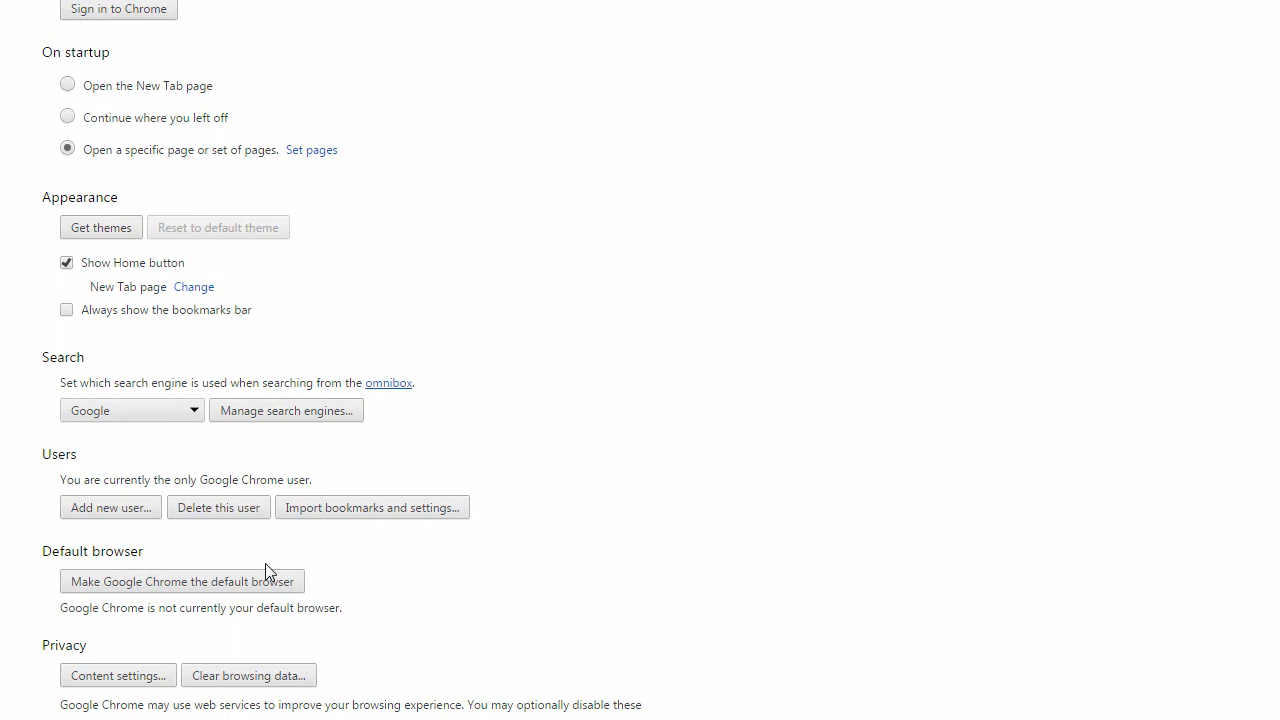 Sign in to Chrome
On startup
Open the New Tab page
Continue where you left off
Open a specific page or set of pages. Set pages
Appearance
Get themes Reset to default theme
Show Home button
New Tab page Change
Always show the bookmarks bar
Search
Set which search engine is used when searching from the omnibox.
Google Manage search engines...
Users
You are currently the only Google Chrome user.
Add new user... Delete this user Import bookmarks and settings...
Default browser
Make Google Chrome the default browser
Google Chrome is not currently your default browser.
Privacy
Content settings... Clear browsing data...
Google Chrome may use web services to improve your browsing experience. You may optionally disable these